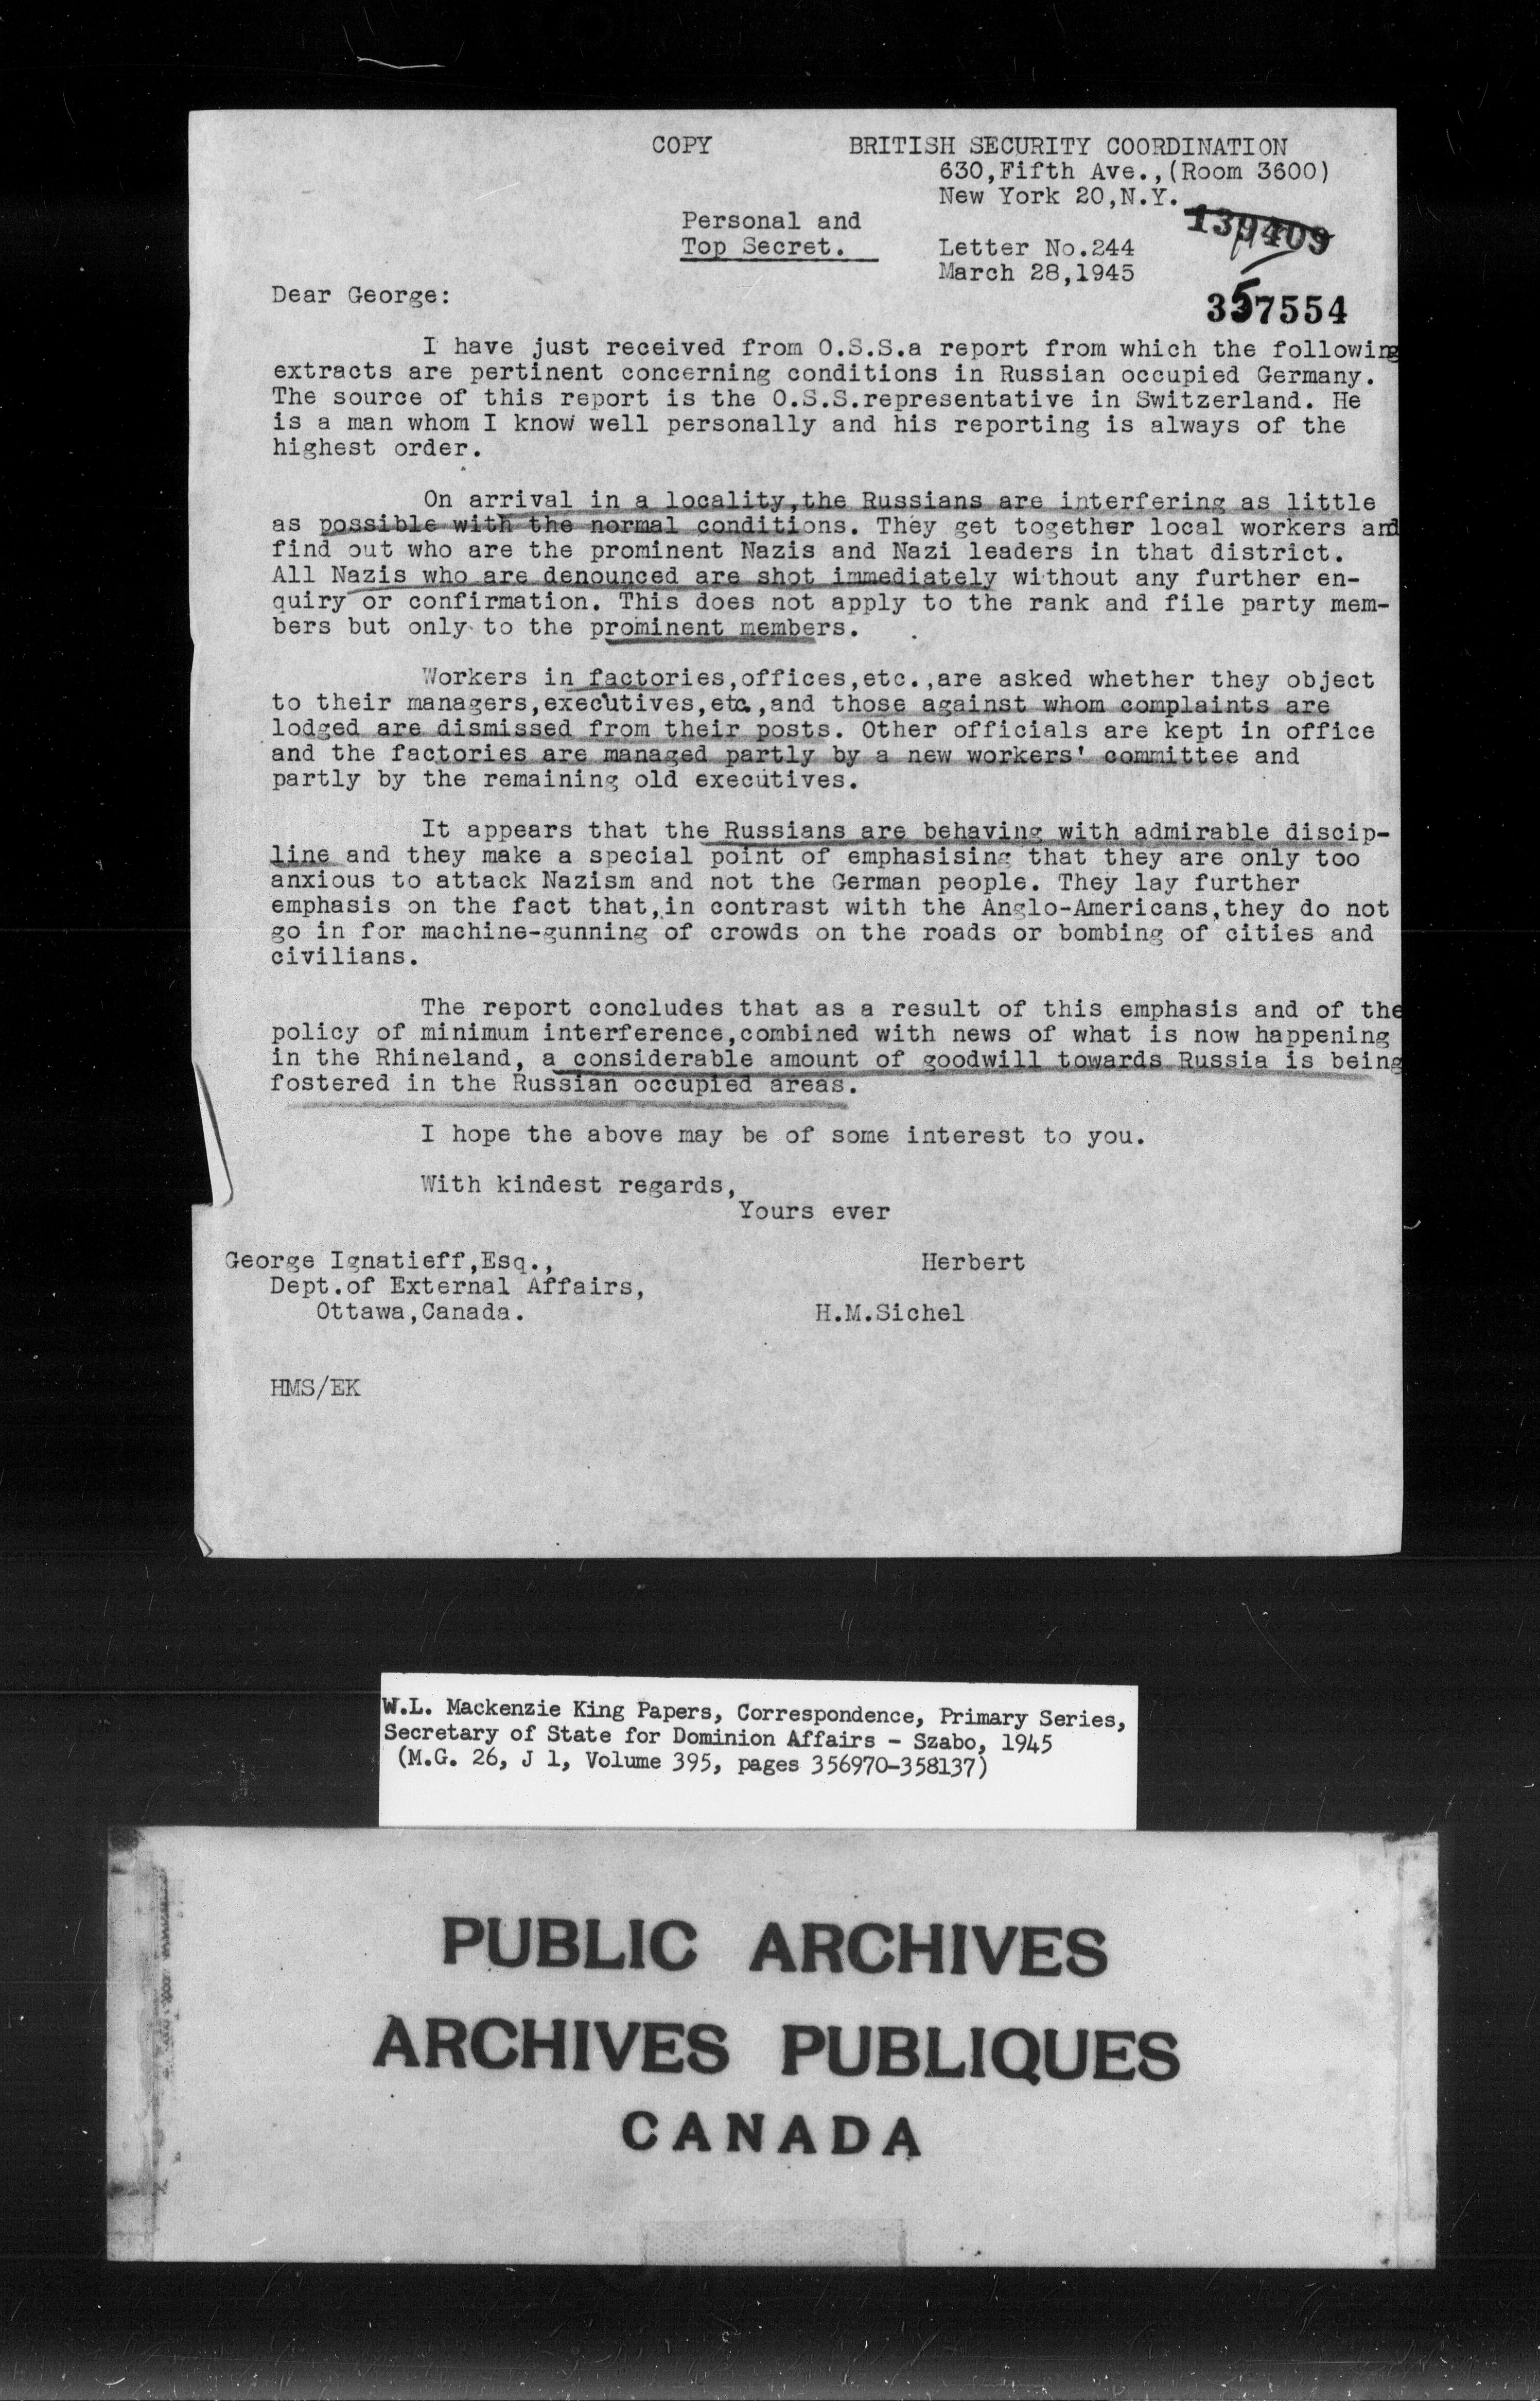 COPY BRITISH SECURITY COORDINATION
630,Fifth Ave.,(Room 3600)
New York 20,N.Y.
139409
Personal and
Top Secret. Letter No.244
March 28,1945
Dear George:
357554
I have just received from O.S.S.a report from which the following
extracts are pertinent concerning conditions in Russian occupied Germany.
The source of this report is the O.S.S.representative in Switzerland. He
is a man whom I know well personally and his reporting is always of the
highest order.
On arrival in a locality,the Russians are interfering as little
as possible with the normal conditions. They get together local workers and
find out who are the prominent Nazis and Nazi leaders in that district.
All Nazis who are denounced are shot immediately without any further en-
quiry or confirmation. This does not apply to the rank and file party mem-
bers but only to the prominent members.
Workers in factories,offices,etc.,are asked whether they object
to their managers,executives,etc.,and those against whom complaints are
lodged are dismissed from their posts. Other officials are kept in office
and the factories are managed partly by a new workers' committee and
partly by the remaining old executives.
It appears that the Russians are behaving with admirable discip-
line and they make a special point of emphasising that they are only too
anxious to attack Nazism and not the German people. They lay further
emphasis on the fact that,in contrast with the Anglo-Americans,they do not
go in for machine-gunning of crowds on the roads or bombing of cities and
civilians.
The report concludes that as a result of this emphasis and of the
policy of minimum interference,combined with news of what is now happening
in the Rhineland, a considerable amount of goodwill towards Russia is being
fostered in the Russian occupied areas.
I hope the above may be of some interest to you.
With kindest regards,
Yours ever
George Ignatieff,Esq., Herbert
Dept.of External Affairs,
Ottawa,Canada. H.M.Sichel
HMS/EK
W.L. Mackenzie King Papers, Correspondence, Primary Series,
Secretary of State for Dominion Affairs - Szabo, 1945
(M.G. 26, J 1, Volume 395, pages 356970-358137)
PUBLIC ARCHIVES
ARCHIVES PUBLIQUES
CANADA